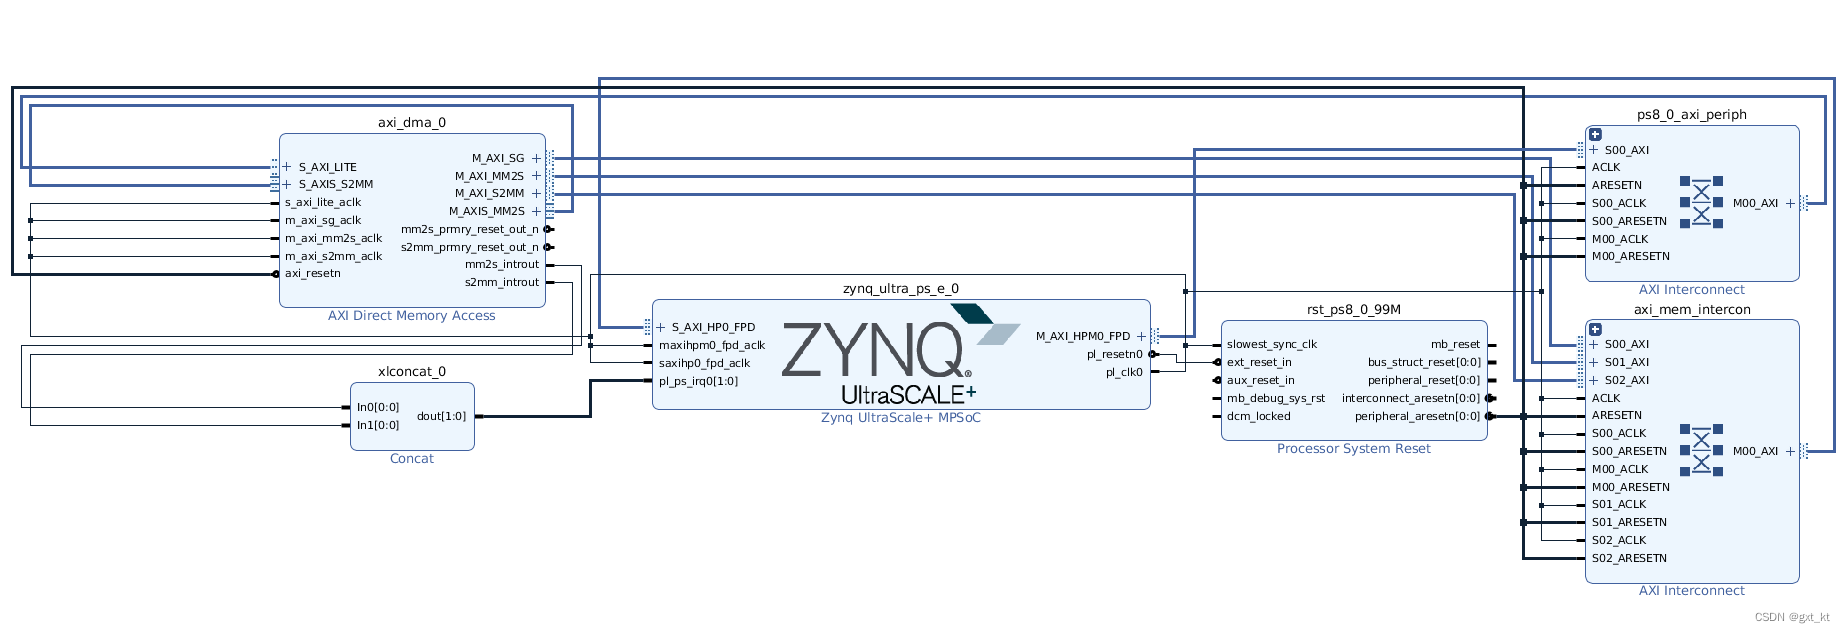 axi_dma_0
S_AXI_LITE
S_AXIS_S2MM
s_axi_lite_aclk
m_axi_sg_aclk
m_axi_mm2s_aclk
m_axi_s2mm_aclk
axi_resetn
M_AXI_SG
M_AXI_MM2S
M_AXI_S2MM
M_AXIS_MM2S
mm2s_prmry_reset_out_n
s2mm_prmry_reset_out_n
mm2s_introut
s2mm_introut
AXI Direct Memory Access
xlconcat_0
In0[0:0]
In1[0:0]
dout[1:0]
Concat
zynq_ultra_ps_e_0
S_AXI_HP0_FPD
maxihpm0_fpd_aclk
saxihp0_fpd_aclk
pl_ps_irq0[1:0]
ZYNQ®
UltraSCALE+
M_AXI_HPM0_FPD
pl_resetn0
pl_clk0
Zynq UltraScale+ MPSoC
rst_ps8_0_99M
slowest_sync_clk
ext_reset_in
aux_reset_in
mb_debug_sys_rst
dcm_locked
mb_reset
bus_struct_reset[0:0]
peripheral_reset[0:0]
interconnect_aresetn[0:0]
peripheral_aresetn[0:0]
Processor System Reset
ps8_0_axi_periph
S00_AXI
ACLK
ARESETN
S00_ACLK
S00_ARESETN
M00_ACLK
M00_ARESETN
M00_AXI
AXI Interconnect
axi_mem_intercon
S00_AXI
S01_AXI
S02_AXI
ACLK
ARESETN
S00_ACLK
S00_ARESETN
M00_ACLK
M00_ARESETN
S01_ACLK
S01_ARESETN
S02_ACLK
S02_ARESETN
M00_AXI
AXI Interconnect
CSDN @gxt_kt